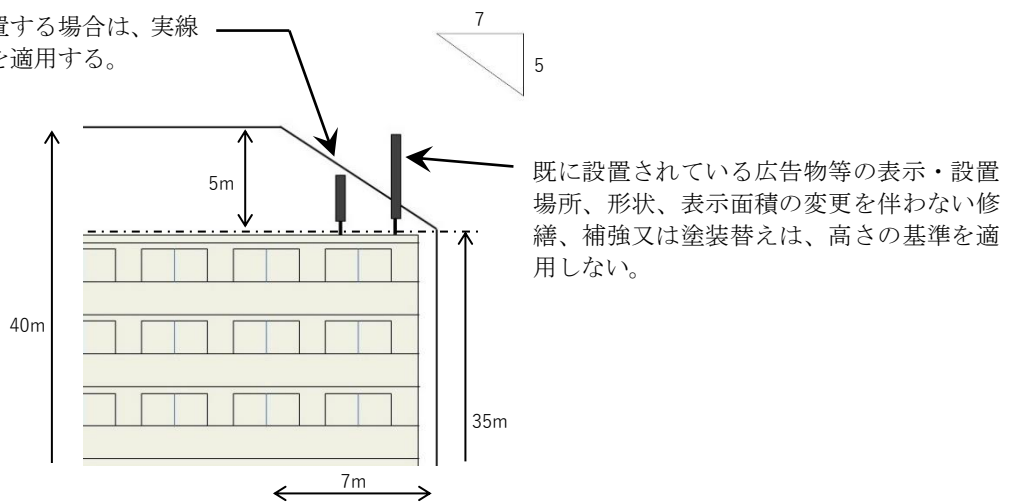 置する場合は、実線
を適用する。
7
5
5m
既に設置されている広告物等の表示・設置
場所、形状、表示面積の変更を伴わない修
繕、補強又は塗装替えは、高さの基準を適
用しない。
40m
35m
7m